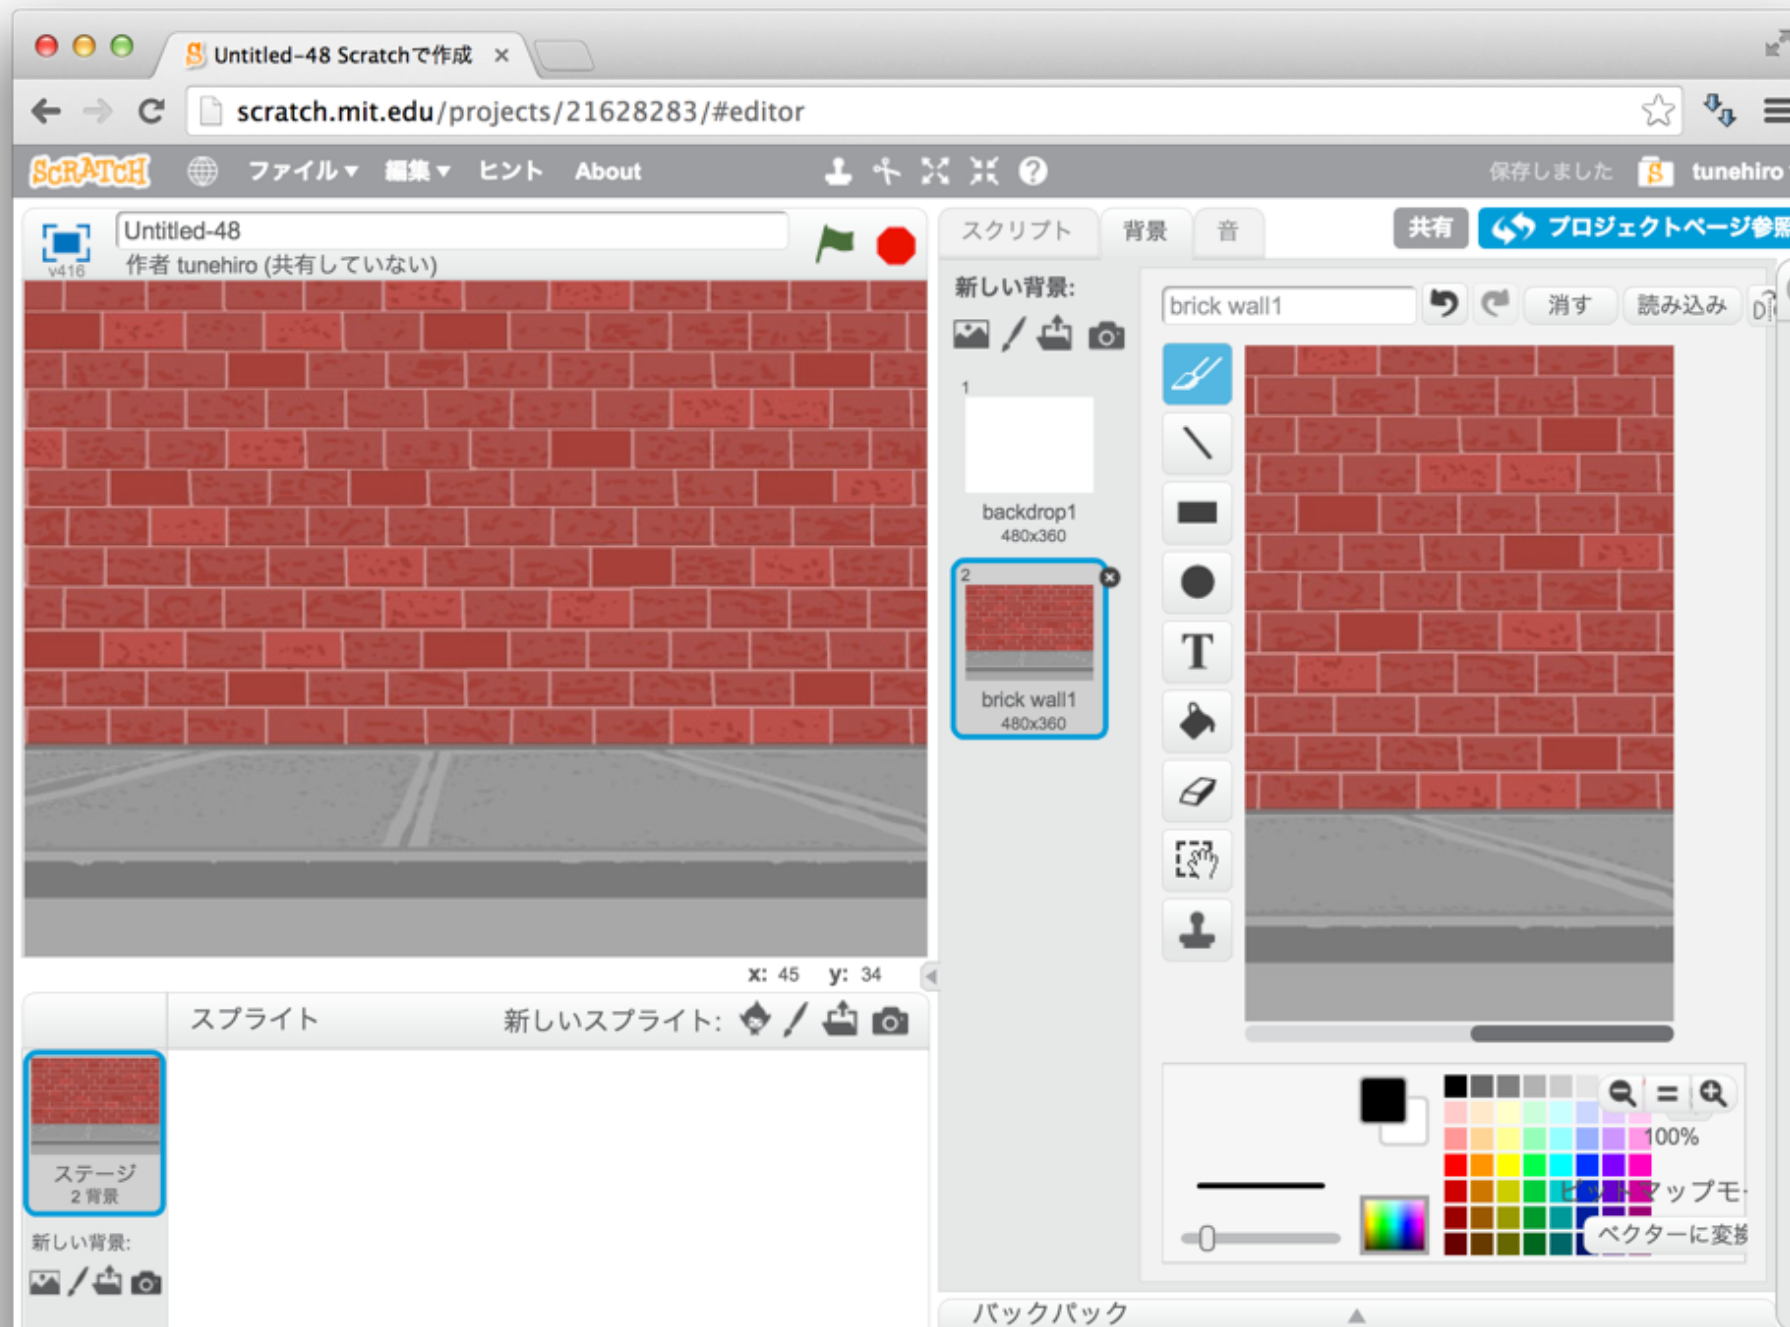 Untitled-48 Scratchで作成
scratch.mit.edu/projects/21628283/#editor
SCRATCH ファイル 編集 ヒント About 保存しました tunehiro
Untitled-48
作者 tunehiro (共有していない)
v416
スクリプト 背景 音 共有 プロジェクトページ参照
新しい背景:
brick wall1 消す 読み込み
1
backdrop1
480x360
2
brick wall1
480x360
T
x: 45 y: 34
スプライト 新しいスプライト:
ステージ
2 背景
新しい背景:
100%
ビットマップモー
ベクターに変換
バックパック